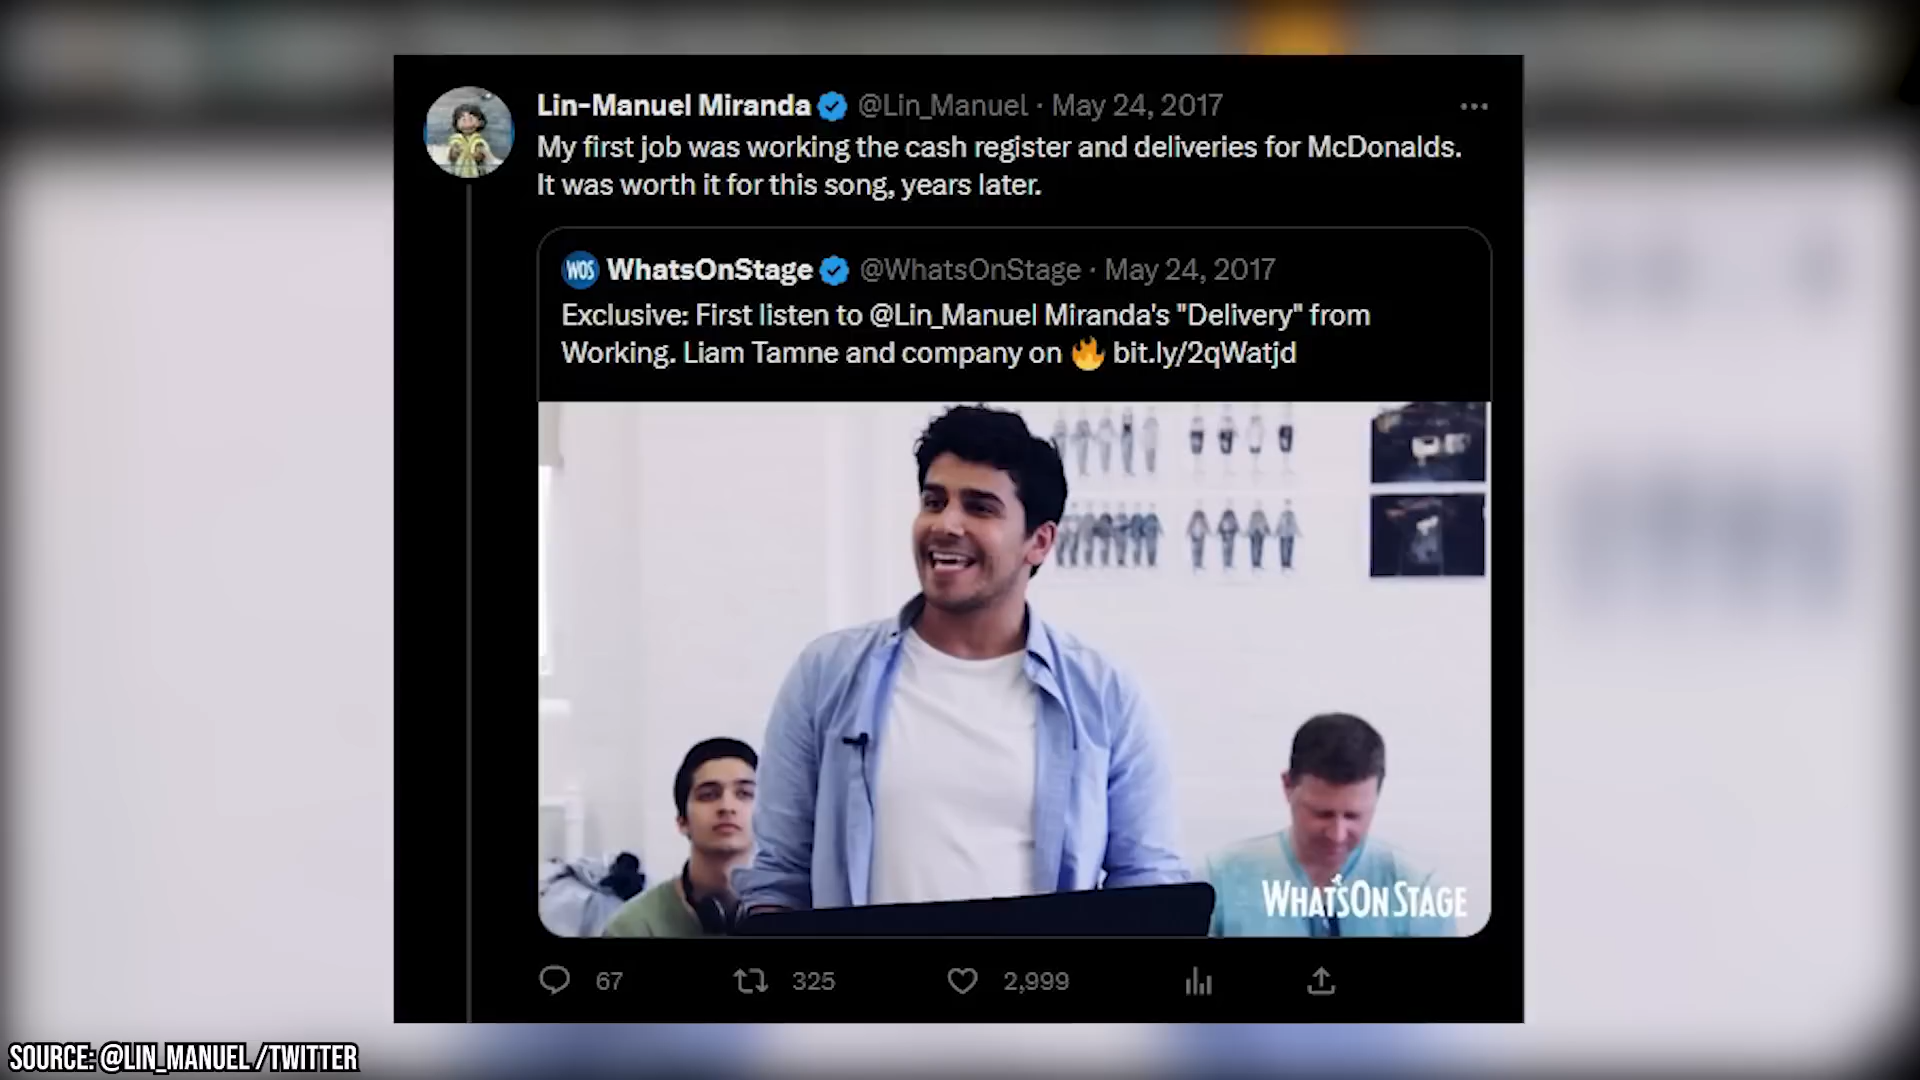 Lin-Manuel Miranda @Lin_Manuel · May 24, 2017
My first job was working the cash register and deliveries for McDonalds.
It was worth it for this song, years later.
WOS WhatsOnStage @WhatsOnStage · May 24, 2017
Exclusive: First listen to @Lin_Manuel Miranda's "Delivery" from
Working. Liam Tamne and company on 🔥 bit.ly/2qWatjd
WHATSONSTAGE
67 325 2,999
SOURCE: @LIN_MANUEL/TWITTER